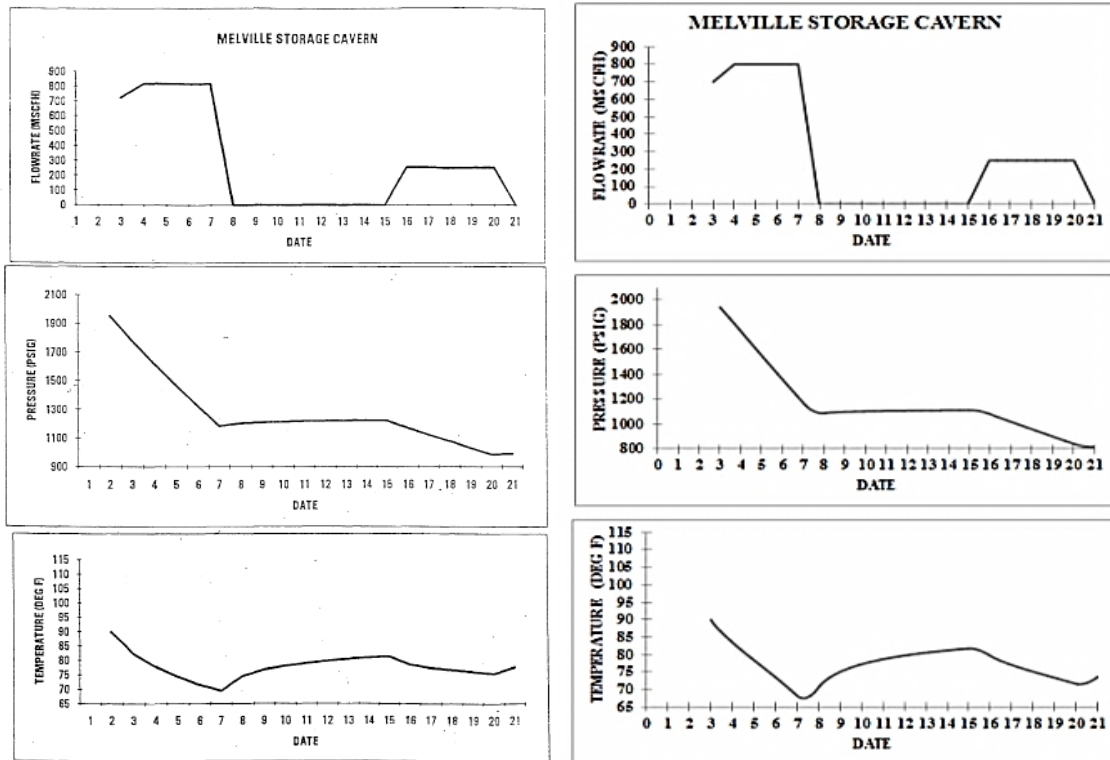 MELVILLE STORAGE CAVERN
FLOWRATE (MSCFH)
900
800
700
600
500
400
300
200
100
0
1 2 3 4 5 6 7 8 9 10 11 12 13 14 15 16 17 18 19 20 21
DATE
PRESSURE (PSIG)
2100
1900
1700
1500
1300
1100
900
1 2 3 4 5 6 7 8 9 10 11 12 13 14 15 16 17 18 19 20 21
DATE
TEMPERATURE (DEG F)
115
110
105
100
95
90
85
80
75
70
65
1 2 3 4 5 6 7 8 9 10 11 12 13 14 15 16 17 18 19 20 21
DATE
MELVILLE STORAGE CAVERN
FLOWRATE (MSCFH)
900
800
700
600
500
400
300
200
100
0
0 1 2 3 4 5 6 7 8 9 10 11 12 13 14 15 16 17 18 19 20 21
DATE
PRESSURE (PSIG)
2000
1800
1600
1400
1200
1000
800
0 1 2 3 4 5 6 7 8 9 10 11 12 13 14 15 16 17 18 19 20 21
DATE
TEMPERATURE (DEG F)
115
110
105
100
95
90
85
80
75
70
65
0 1 2 3 4 5 6 7 8 9 10 11 12 13 14 15 16 17 18 19 20 21
DATE